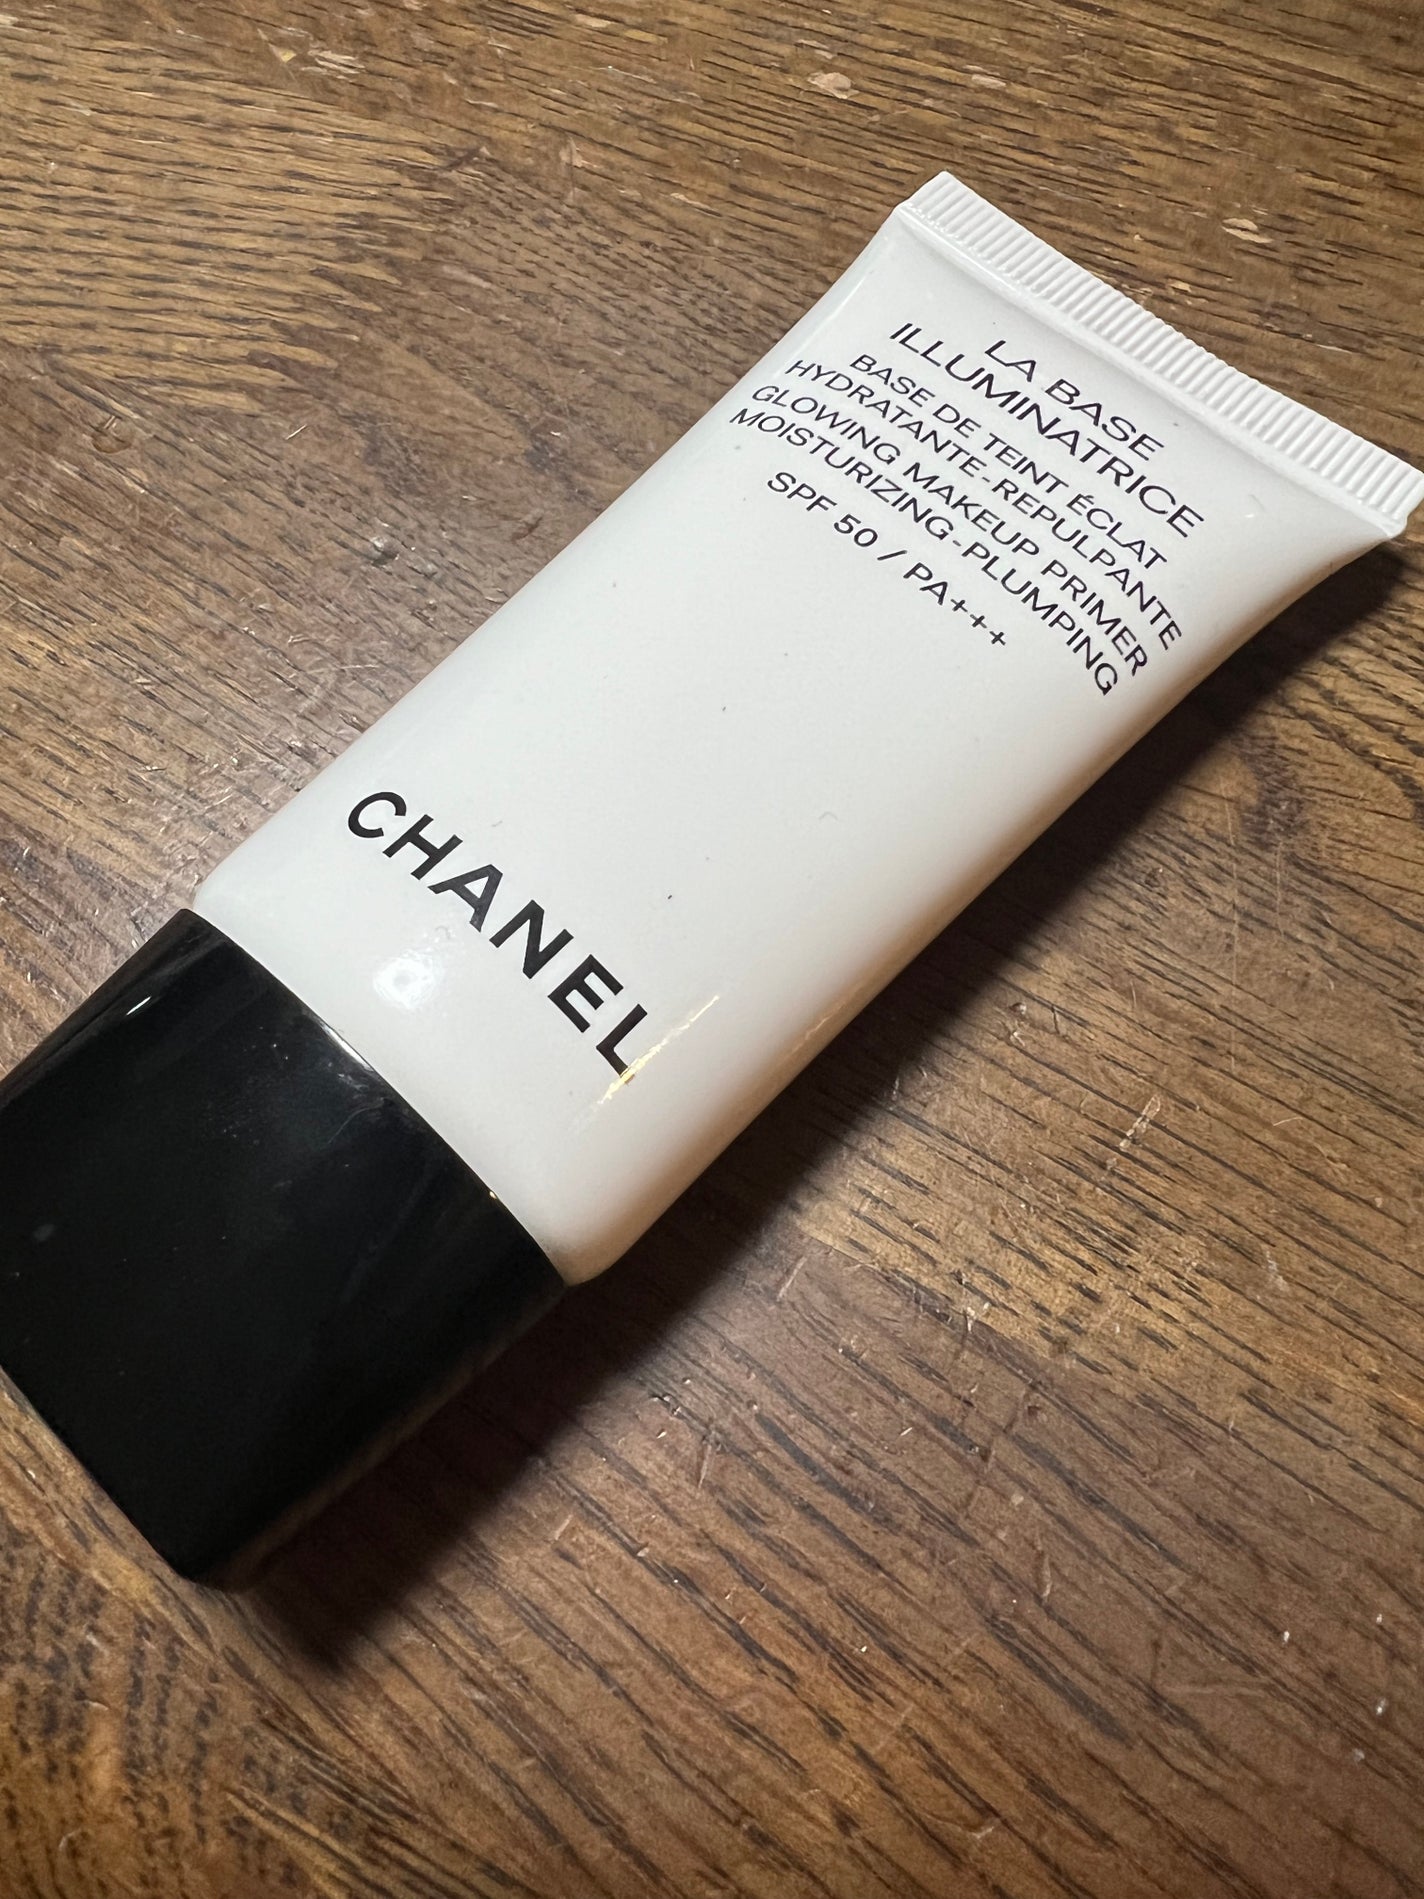 LA BASE
ILLUMINATRICE
BASE DE TEINT ÉCLAT
HYDRATANTE-REPULPANTE
GLOWING MAKEUP PRIMER
MOISTURIZING-PLUMPING
SPF 50 / PA+++
CHANEL